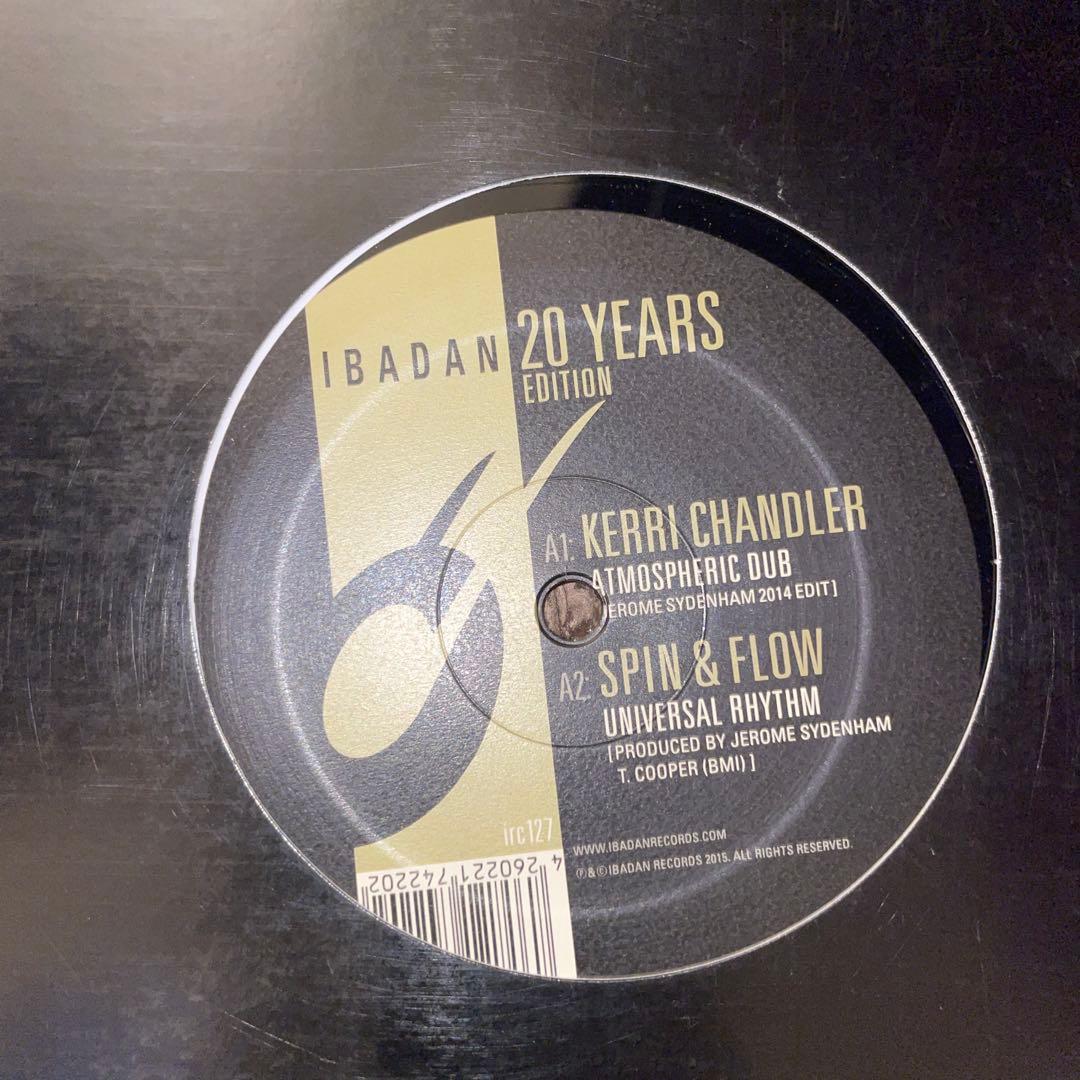 IBADAN
20 YEARS
EDITION
A1: KERRI CHANDLER
ATMOSPHERIC DUB
EROME SYDENHAM 2014 EDIT]
A2: SPIN & FLOW
UNIVERSAL RHYTHM
[PRODUCED BY JEROME SYDENHAM
T. COOPER (BMI) ]
irc127
WWW.IBADANRECORDS.COM
℗&©IBADAN RECORDS 2015. ALL RIGHTS RESERVED.
4 260221 742202